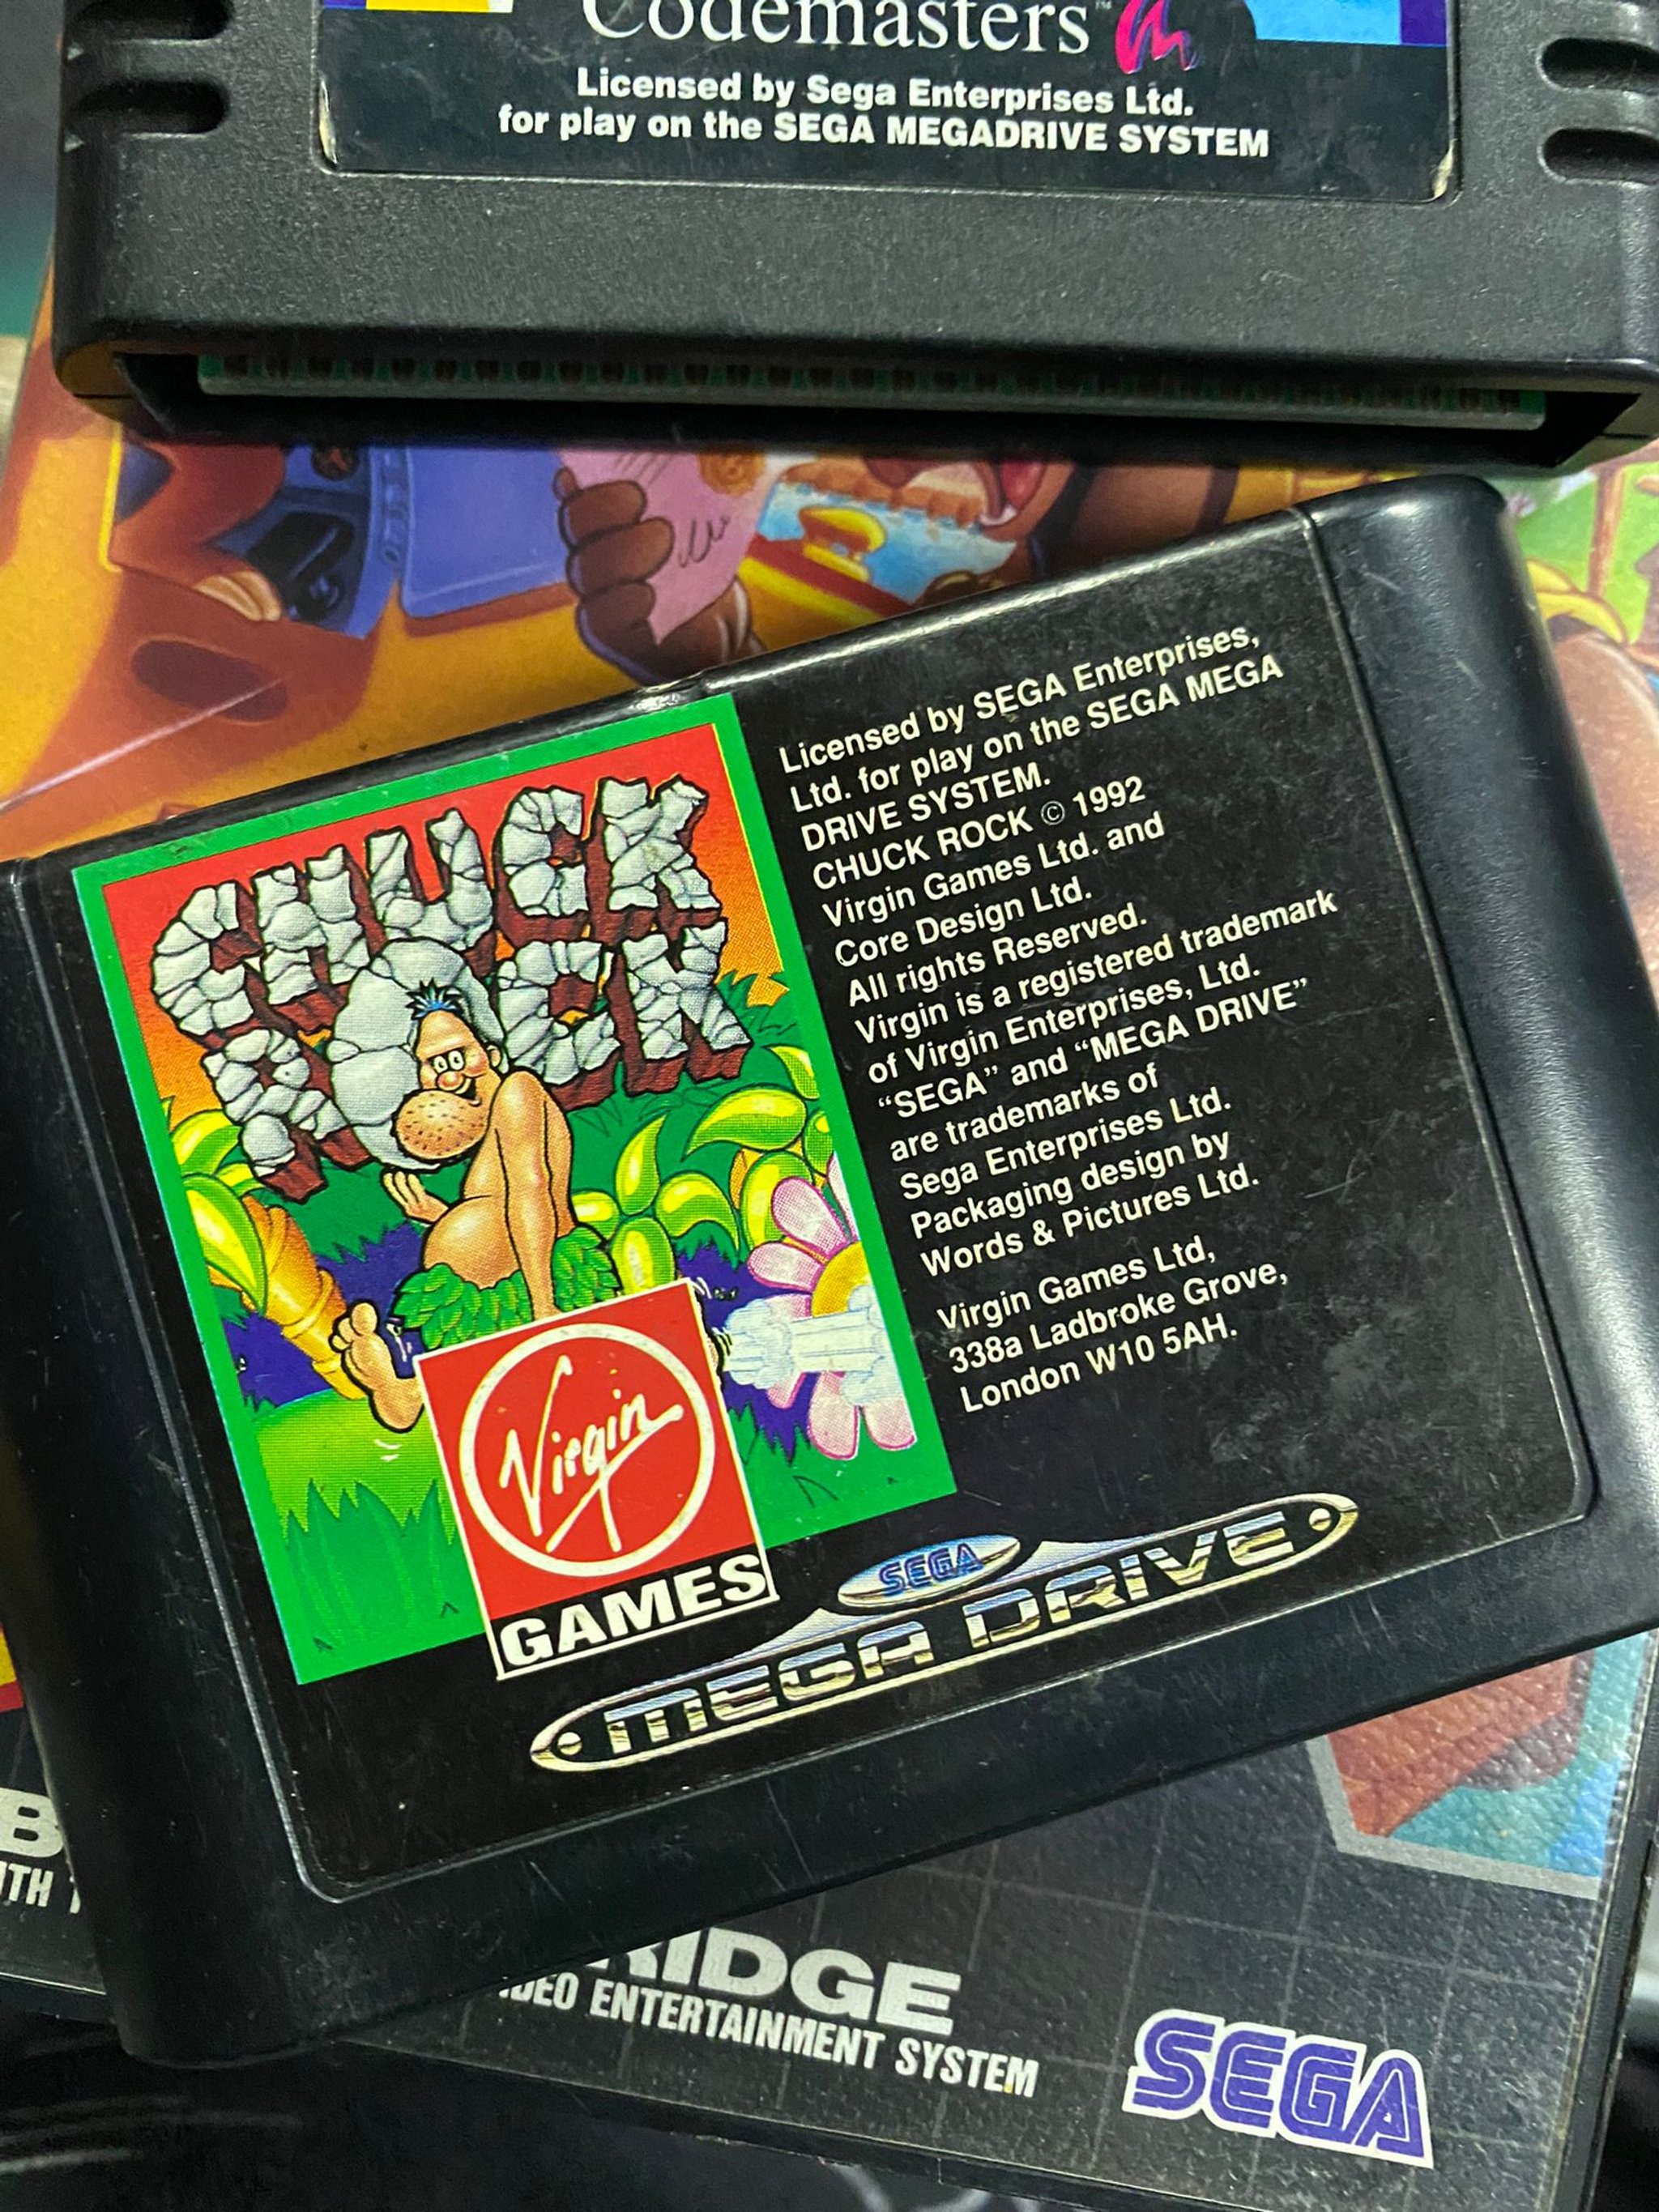 Codemasters™
Licensed by Sega Enterprises Ltd.
for play on the SEGA MEGADRIVE SYSTEM
CHUCK
ROCK
Licensed by SEGA Enterprises,
Ltd. for play on the SEGA MEGA
DRIVE SYSTEM.
CHUCK ROCK © 1992
Virgin Games Ltd. and
Core Design Ltd.
All rights Reserved.
Virgin is a registered trademark
of Virgin Enterprises, Ltd.
“SEGA” and “MEGA DRIVE”
are trademarks of
Sega Enterprises Ltd.
Packaging design by
Words & Pictures Ltd.
Virgin Games Ltd,
338a Ladbroke Grove,
London W10 5AH.
Virgin
GAMES
SEGA
MEGA DRIVE
ENTERTAINMENT SYSTEM
SEGA